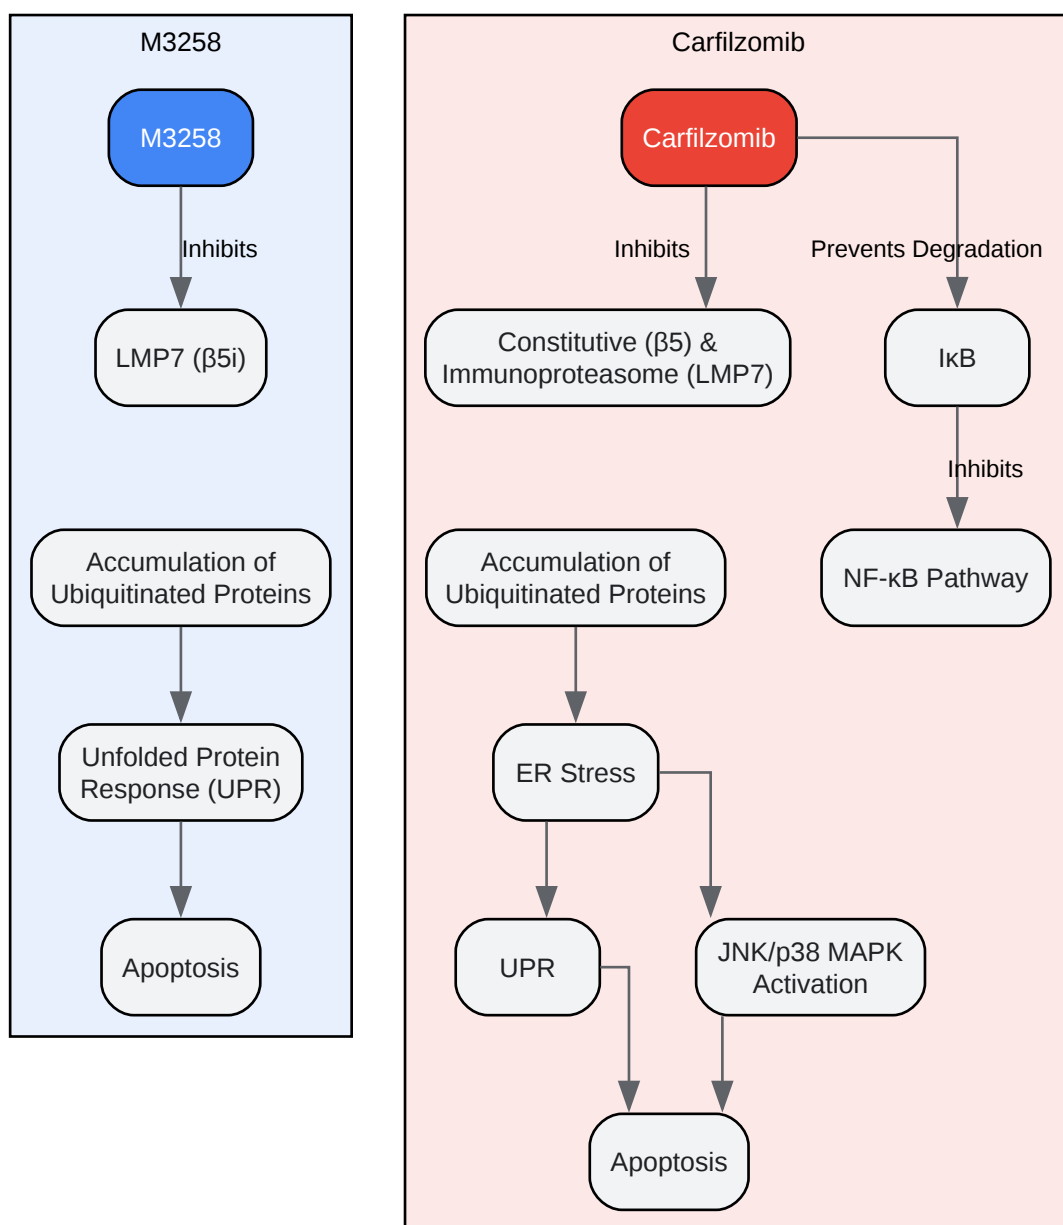 M3258
M3258
Inhibits
LMP7 (β5i)
Accumulation of
Ubiquitinated Proteins
Unfolded Protein
Response (UPR)
Apoptosis
Carfilzomib
Carfilzomib
Inhibits
Prevents Degradation
Constitutive (β5) &
Immunoproteasome (LMP7)
IκB
Inhibits
NF-κB Pathway
Accumulation of
Ubiquitinated Proteins
ER Stress
UPR
JNK/p38 MAPK
Activation
Apoptosis